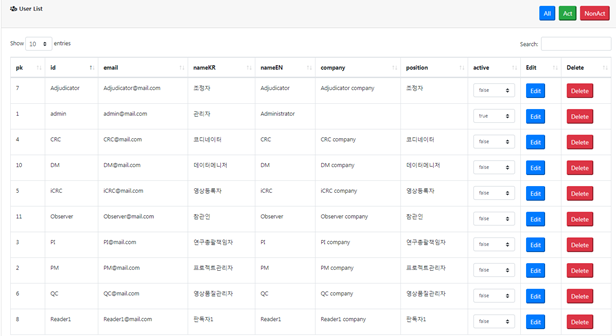 User List
All Act NonAct
Show 10 entries Search:
pk id email nameKR nameEN company position active Edit Delete
7 Adjudicator Adjudicator@mail.com 조정자 Adjudicator Adjudicator company 조정자 false Edit Delete
1 admin admin@mail.com 관리자 Administrator true Edit Delete
4 CRC CRC@mail.com 코디네이터 CRC CRC company 코디네이터 false Edit Delete
10 DM DM@mail.com 데이터메니저 DM DM company 데이터메니저 false Edit Delete
5 iCRC iCRC@mail.com 영상등록자 iCRC iCRC company 영상등록자 false Edit Delete
11 Observer Observer@mail.com 참관인 Observer Observer company 참관인 false Edit Delete
3 PI PI@mail.com 연구총괄책임자 PI PI company 연구총괄책임자 false Edit Delete
2 PM PM@mail.com 프로젝트관리자 PM PM company 프로젝트관리자 false Edit Delete
6 QC QC@mail.com 영상품질관리자 QC QC company 영상품질관리자 false Edit Delete
8 Reader1 Reader1@mail.com 판독자1 Reader1 Reader1 company 판독자1 false Edit Delete